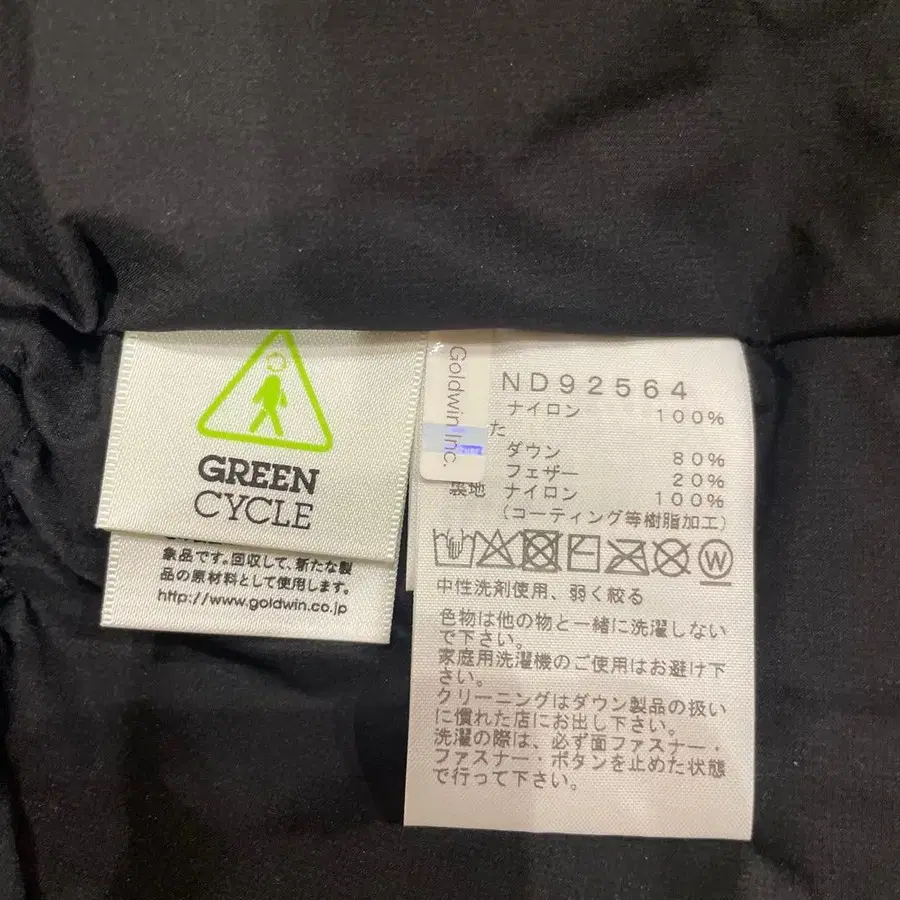 GREEN
CYCLE
象品です。回収して、新たな製
品の原材料として使用します。
http://www.goldwin.co.jp
Goldwin Inc.
ND92564
ナイロン 100%
た
ダウン 80%
フェザー 20%
裏地 ナイロン 100%
(コーティング等樹脂加工)
W
中性洗剤使用、弱く絞る
色物は他の物と一緒に洗濯しない
で下さい。
家庭用洗濯機のご使用はお避け下
さい。
クリーニングはダウン製品の扱い
に慣れた店にお出し下さい。
洗濯の際は、必ず面ファスナー・
ファスナー・ボタンを止めた状態
で行って下さい。